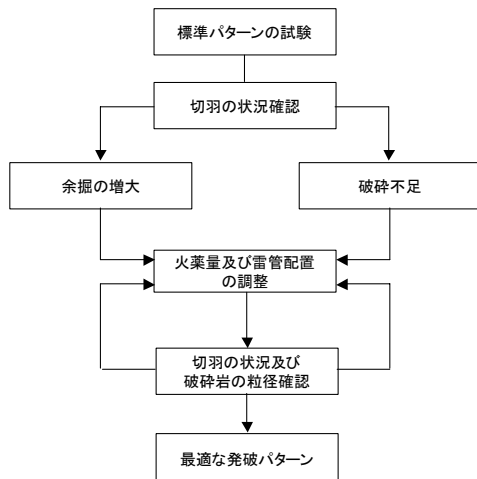 標準パターンの試験
切羽の状況確認
余掘の増大
破砕不足
火薬量及び雷管配置
の調整
切羽の状況及び
破砕岩の粒径確認
最適な発破パターン